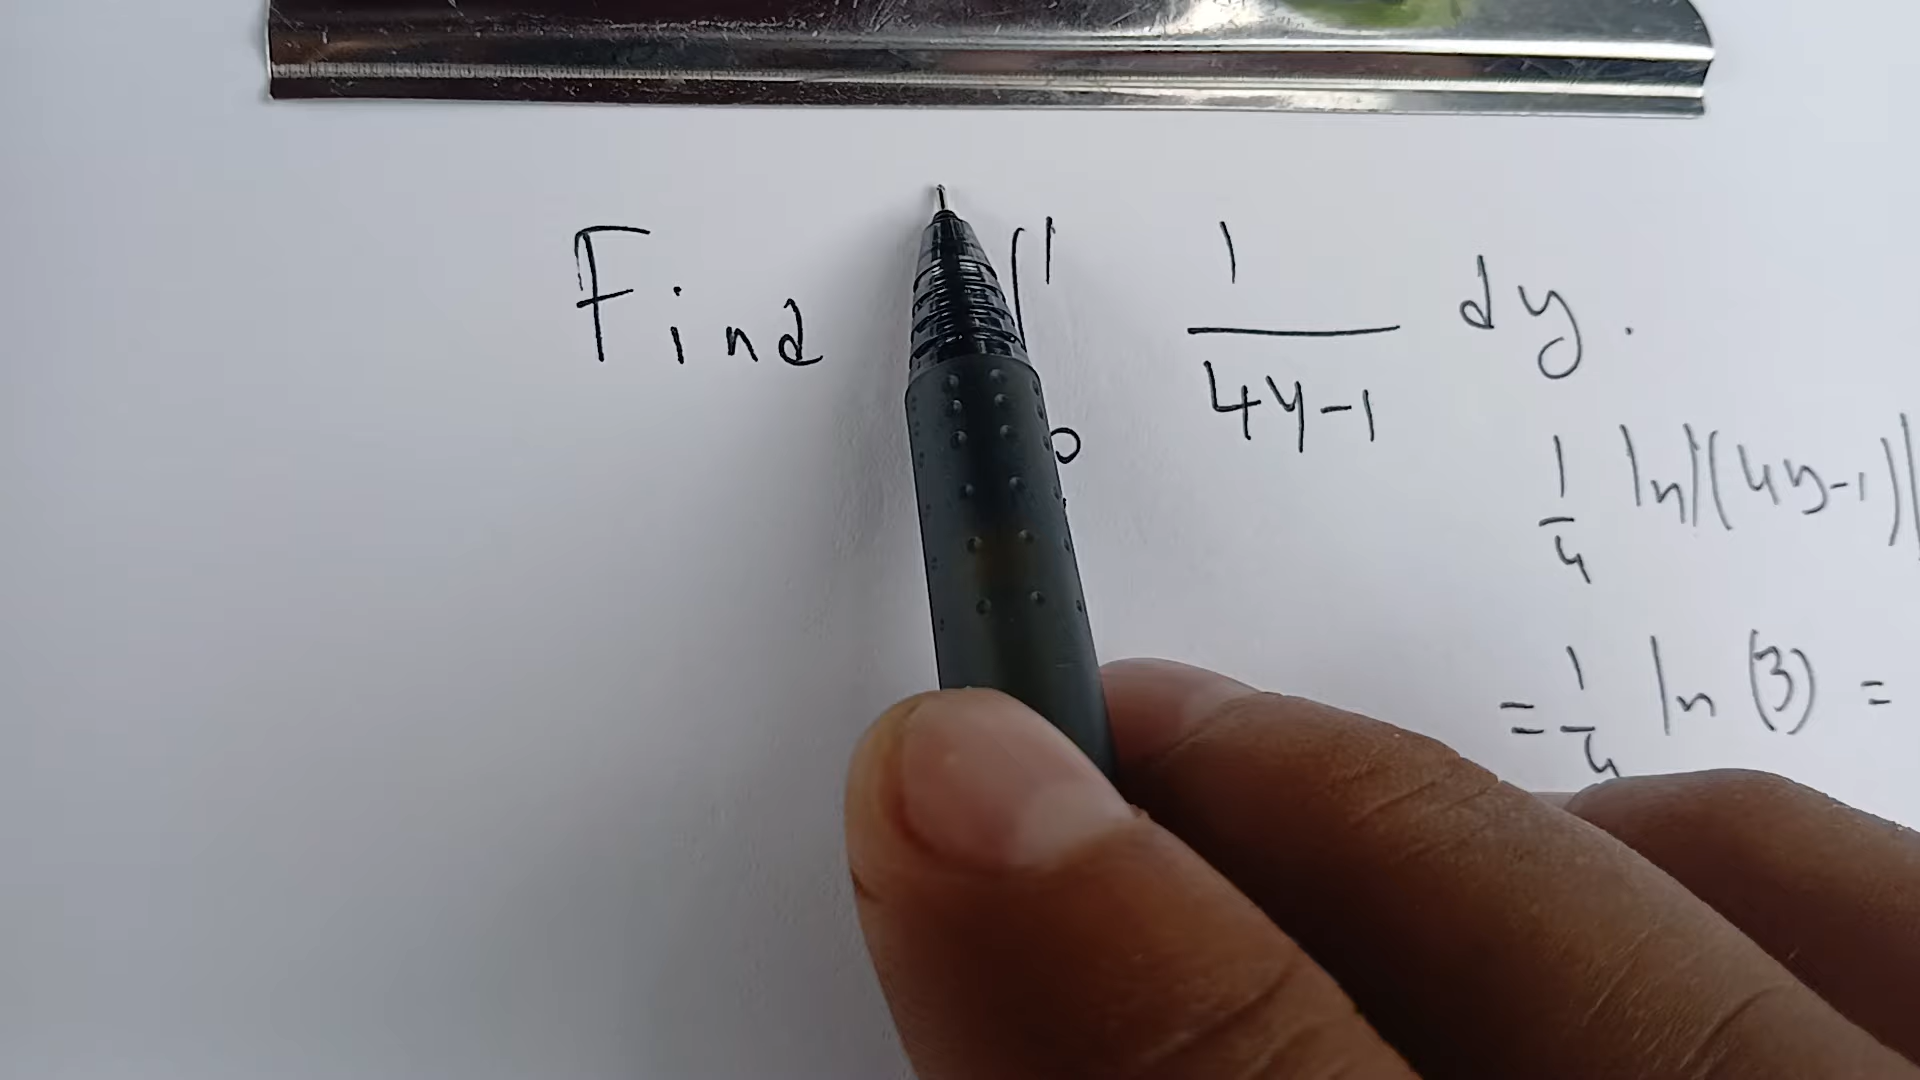 Find ∫₀¹ 1/(4y-1) dy.
1/4 ln|(4y-1)|
= 1/4 ln (3) =